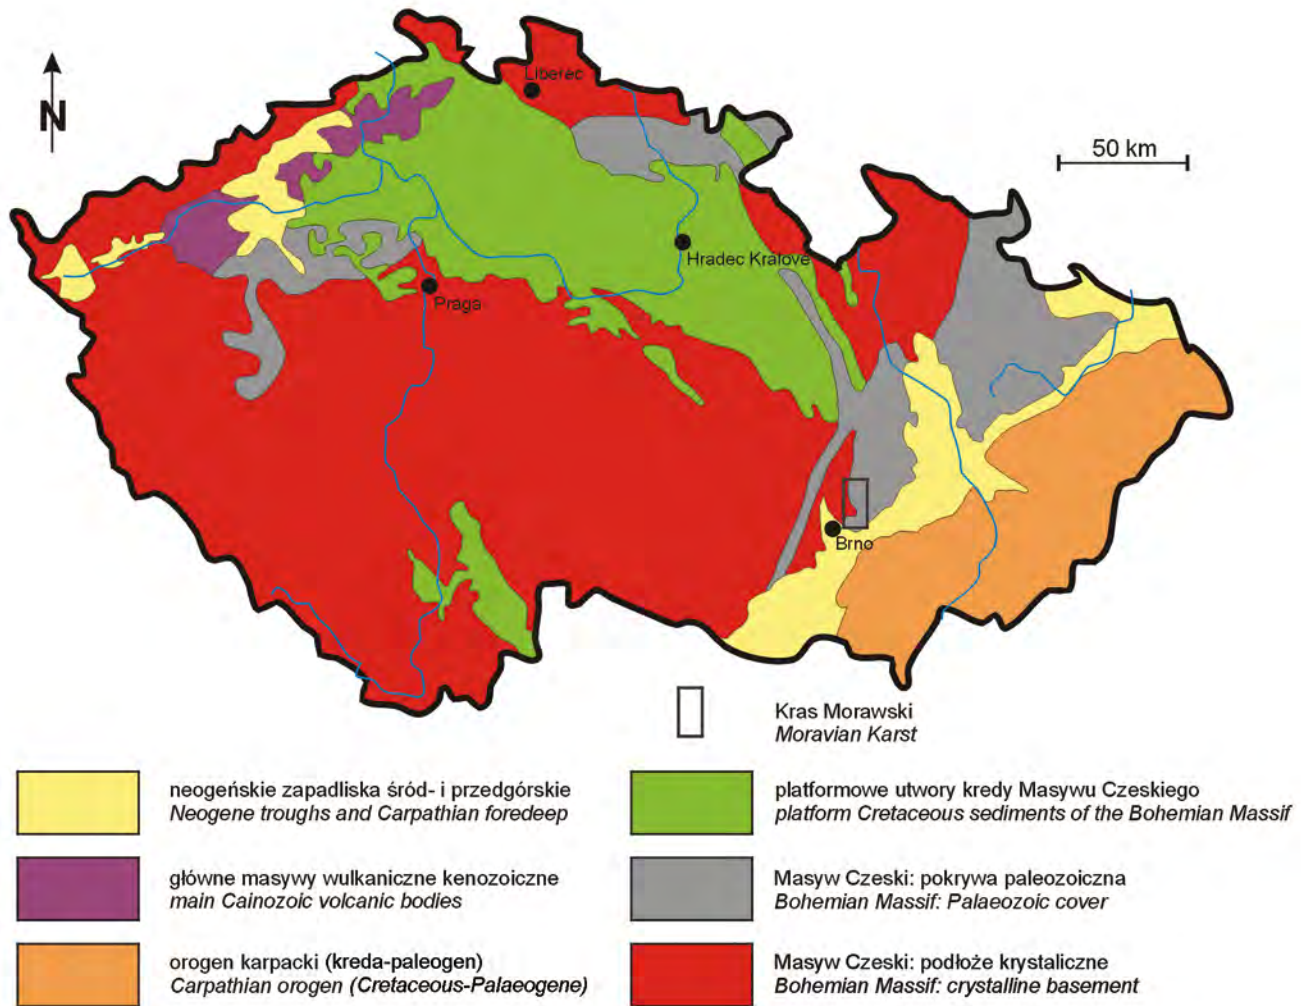 N
Liberec
50 km
Hradec Kralove
Praga
Brno
Kras Morawski
Moravian Karst
neogeńskie zapadliska śród- i przedgórskie
Neogene troughs and Carpathian foredeep
platformowe utwory kredy Masywu Czeskiego
platform Cretaceous sediments of the Bohemian Massif
główne masywy wulkaniczne kenozoiczne
main Cainozoic volcanic bodies
Masyw Czeski: pokrywa paleozoiczna
Bohemian Massif: Palaeozoic cover
orogen karpacki (kreda-paleogen)
Carpathian orogen (Cretaceous-Palaeogene)
Masyw Czeski: podłoże krystaliczne
Bohemian Massif: crystalline basement